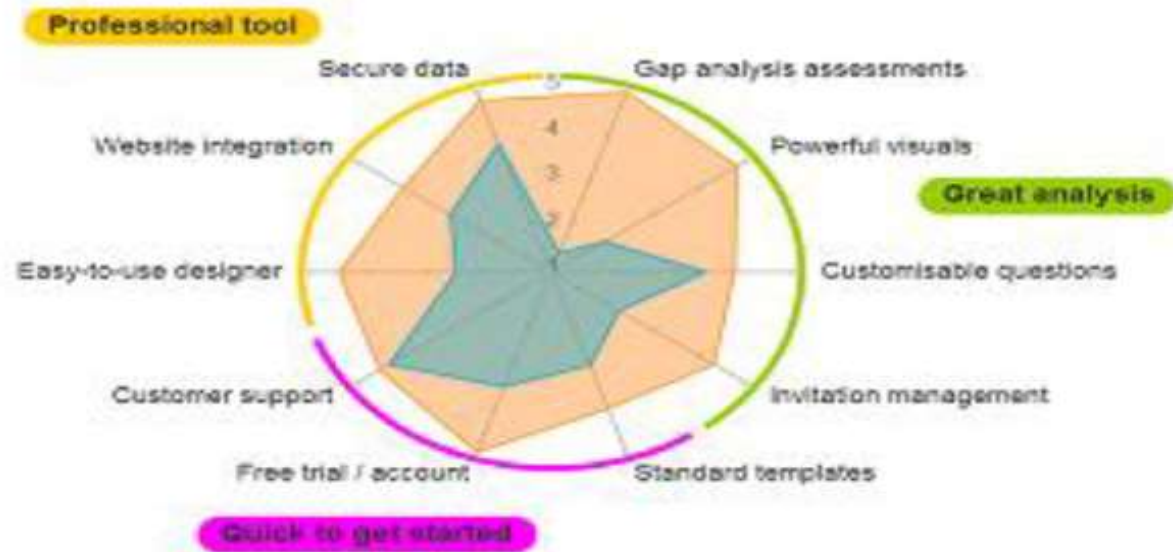 Professional tool
Secure data
Gap analysis assessments
Website integration
Powerful visuals
Great analysis
Easy-to-use designer
Customisable questions
Customer support
Invitation management
Free trial / account
Standard templates
Quick to get started
5
4
3
2
1